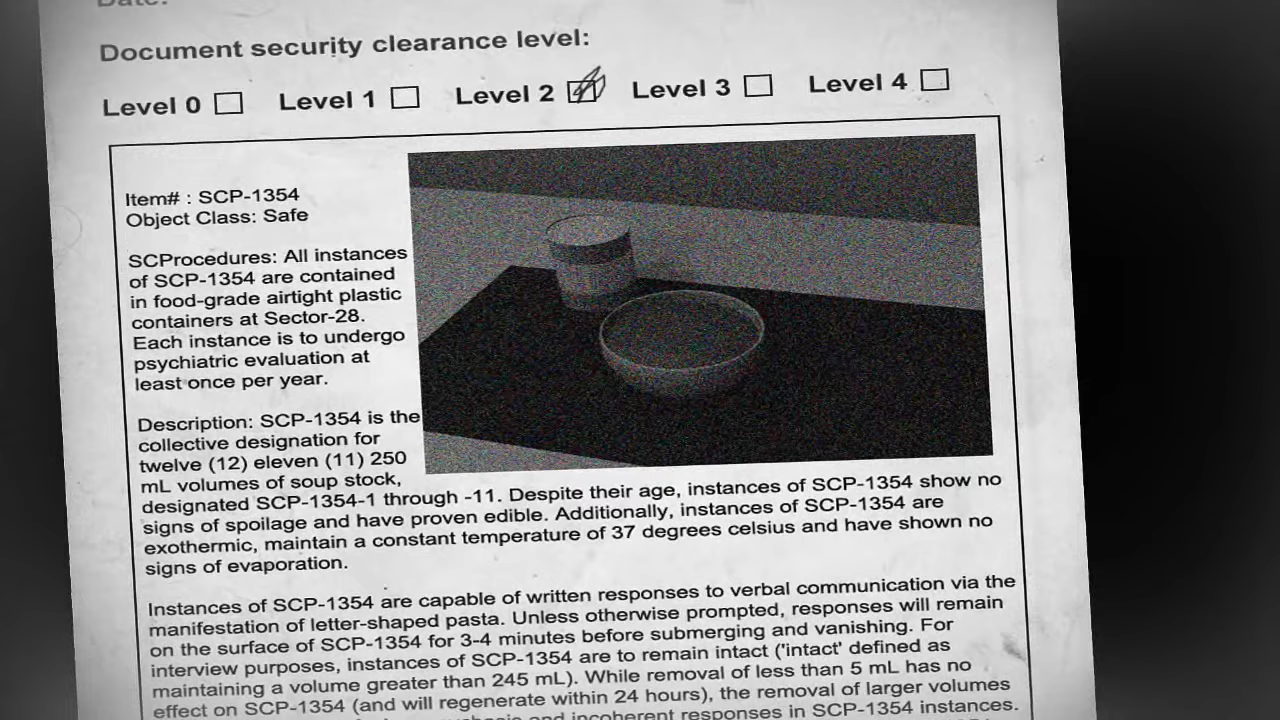 Date:
Document security clearance level:
Level 0 Level 1 Level 2 Level 3 Level 4
Item# : SCP-1354
Object Class: Safe
SCProcedures: All instances
of SCP-1354 are contained
in food-grade airtight plastic
containers at Sector-28.
Each instance is to undergo
psychiatric evaluation at
least once per year.
Description: SCP-1354 is the
collective designation for
twelve (12) eleven (11) 250
mL volumes of soup stock,
designated SCP-1354-1 through -11. Despite their age, instances of SCP-1354 show no
signs of spoilage and have proven edible. Additionally, instances of SCP-1354 are
exothermic, maintain a constant temperature of 37 degrees celsius and have shown no
signs of evaporation.
Instances of SCP-1354 are capable of written responses to verbal communication via the
manifestation of letter-shaped pasta. Unless otherwise prompted, responses will remain
on the surface of SCP-1354 for 3-4 minutes before submerging and vanishing. For
interview purposes, instances of SCP-1354 are to remain intact ('intact' defined as
maintaining a volume greater than 245 mL). While removal of less than 5 mL has no
effect on SCP-1354 (and will regenerate within 24 hours), the removal of larger volumes
and incoherent responses in SCP-1354 instances.